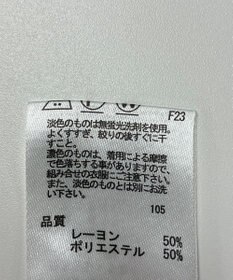 F23
淡色のものは無蛍光洗剤を使用。
よくすすぎ、絞りの後すぐに干
すこと。
濃色のものは、着用による摩擦
で色落ちする事がありますので、
組み合せの衣服にご注意下さい。
また、淡色のものとは別にお洗
い下さい。
105
品質
レーヨン 50%
ポリエステル 50%